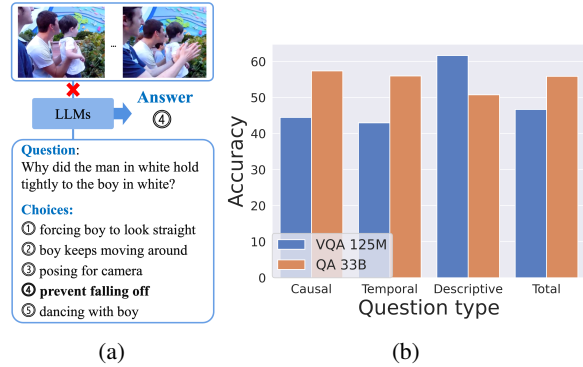 ...
LLMs
Answer
④
Question:
Why did the man in white hold
tightly to the boy in white?
Choices:
① forcing boy to look straight
② boy keeps moving around
③ posing for camera
④ prevent falling off
⑤ dancing with boy
(a)
Accuracy
60
50
40
30
20
10
0
VQA 125M
QA 33B
Causal Temporal Descriptive Total
Question type
(b)